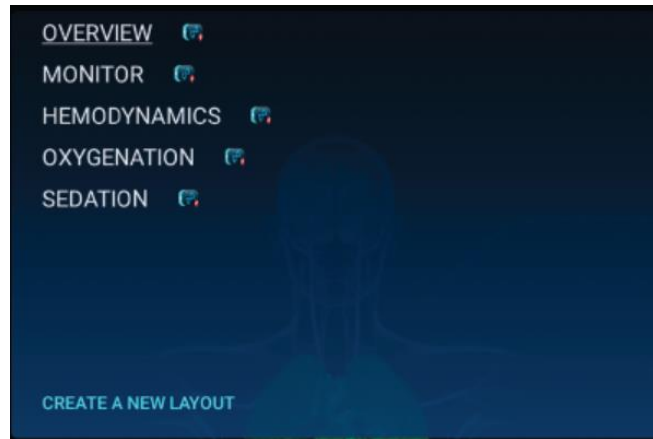 OVERVIEW
MONITOR
HEMODYNAMICS
OXYGENATION
SEDATION
CREATE A NEW LAYOUT